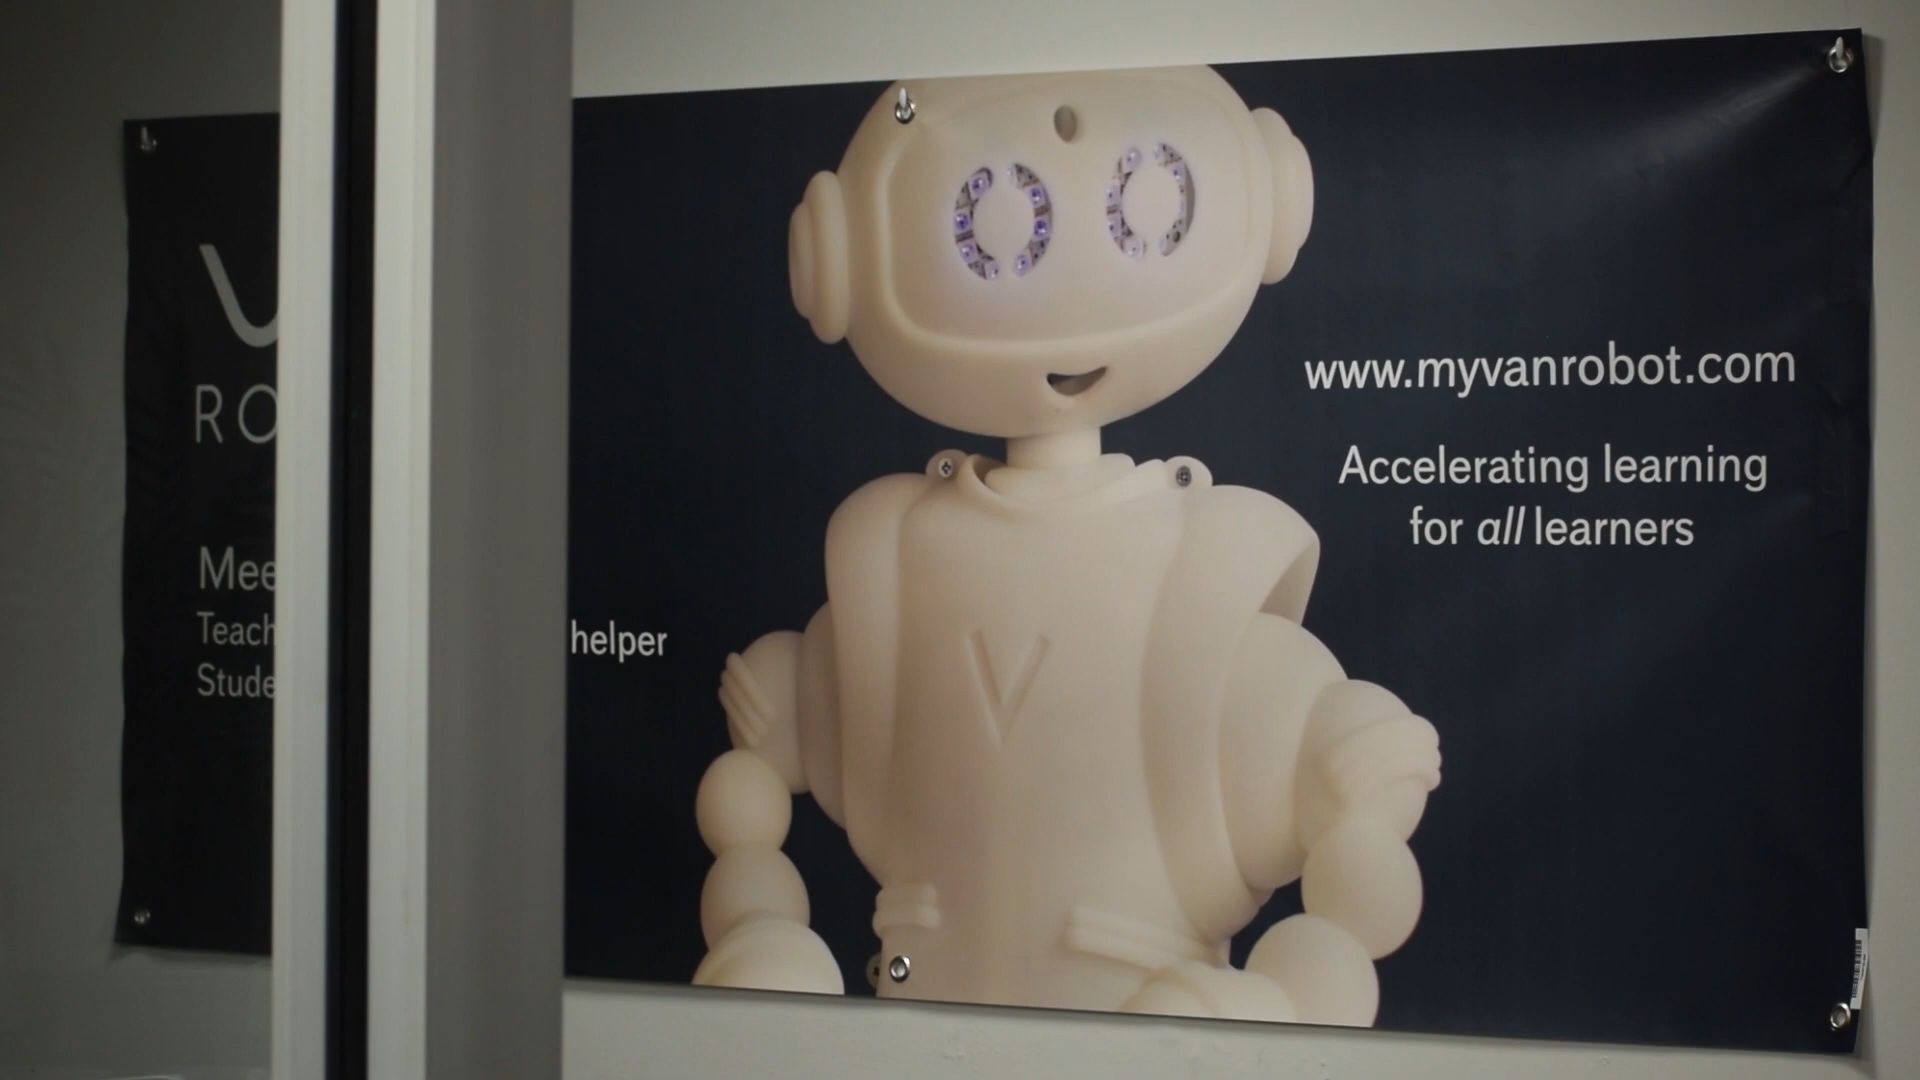 RO
Mee
Teach
Stude
helper
V
www.myvanrobot.com
Accelerating learning
for all learners